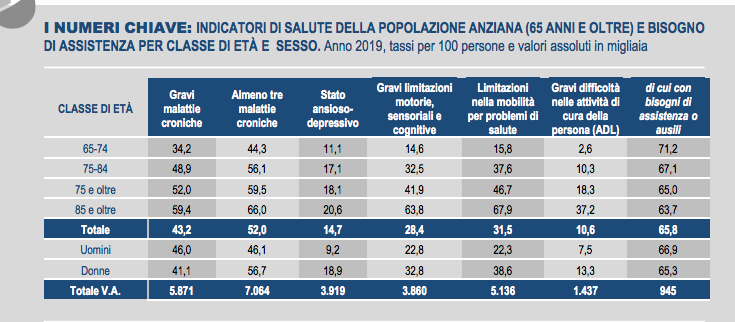 I NUMERI CHIAVE: INDICATORI DI SALUTE DELLA POPOLAZIONE ANZIANA (65 ANNI E OLTRE) E BISOGNO
DI ASSISTENZA PER CLASSE DI ETÀ E SESSO. Anno 2019, tassi per 100 persone e valori assoluti in migliaia
CLASSE DI ETÀ Gravi malattie croniche Almeno tre malattie croniche Stato ansioso-depressivo Gravi limitazioni motorie, sensoriali e cognitive Limitazioni nella mobilità per problemi di salute Gravi difficoltà nelle attività di cura della persona (ADL) di cui con bisogni di assistenza o ausili
65-74 34,2 44,3 11,1 14,6 15,8 2,6 71,2
75-84 48,9 56,1 17,1 32,5 37,6 10,3 67,1
75 e oltre 52,0 59,5 18,1 41,9 46,7 18,3 65,0
85 e oltre 59,4 66,0 20,6 63,8 67,9 37,2 63,7
Totale 43,2 52,0 14,7 28,4 31,5 10,6 65,8
Uomini 46,0 46,1 9,2 22,8 22,3 7,5 66,9
Donne 41,1 56,7 18,9 32,8 38,6 13,3 65,3
Totale V.A. 5.871 7.064 3.919 3.860 5.136 1.437 945